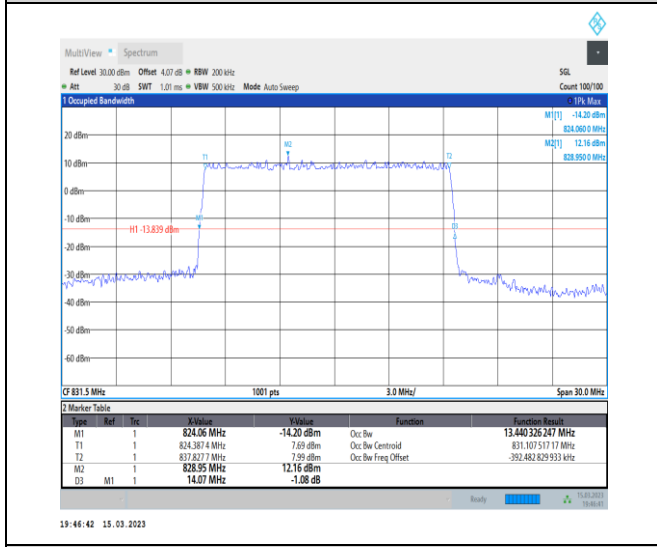 MultiView Spectrum
Ref Level 30.00 dBm Offset 4.07 dB RBW 200 kHz SGL
Att 30 dB SWT 1.01 ms VBW 500 kHz Mode Auto Sweep Count 100/100
1 Occupied Bandwidth 1Pk Max
M1[1] -14.20 dBm
824.060 0 MHz
M2[1] 12.16 dBm
828.950 0 MHz
20 dBm
M2
T1
T2
10 dBm
0 dBm
-10 dBm
M1
D3
H1 -13.839 dBm
-20 dBm
-30 dBm
-40 dBm
-50 dBm
-60 dBm
CF 831.5 MHz 1001 pts 3.0 MHz/ Span 30.0 MHz
2 Marker Table
Type Ref Trc X-Value Y-Value Function Function Result
M1 1 824.06 MHz -14.20 dBm Occ Bw 13.440 326 247 MHz
T1 1 824.387 4 MHz 7.69 dBm Occ Bw Centroid 831.107 517 17 MHz
T2 1 837.827 7 MHz 7.99 dBm Occ Bw Freq Offset -392.482 829 933 kHz
M2 1 828.95 MHz 12.16 dBm
D3 M1 1 14.07 MHz -1.08 dB
Ready 15.03.2023
19:46:41
19:46:42 15.03.2023